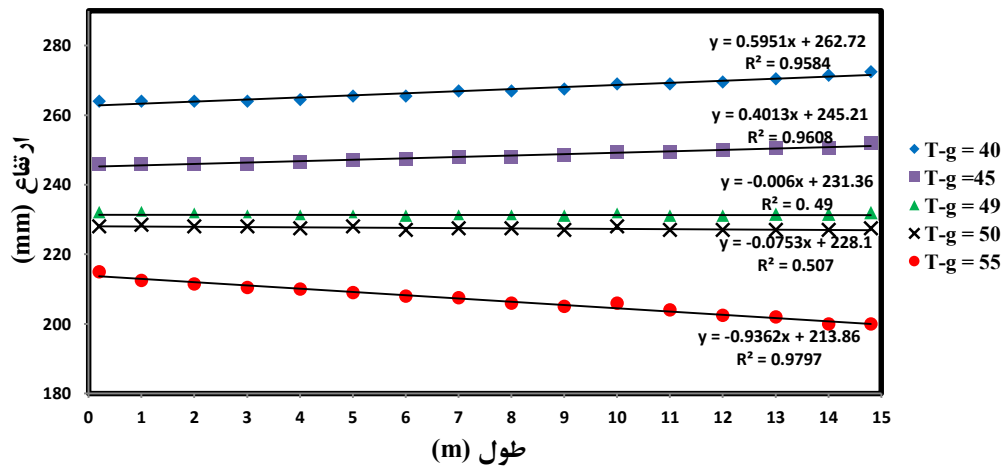 280
260
240
220
200
180
ارتفاع (mm)
y = 0.5951x + 262.72
R² = 0.9584
y = 0.4013x + 245.21
R² = 0.9608
y = -0.006x + 231.36
R² = 0. 49
y = -0.0753x + 228.1
R² = 0.507
y = -0.9362x + 213.86
R² = 0.9797
T-g = 40
T-g =45
T-g = 49
T-g = 50
T-g = 55
0 1 2 3 4 5 6 7 8 9 10 11 12 13 14 15
طول (m)